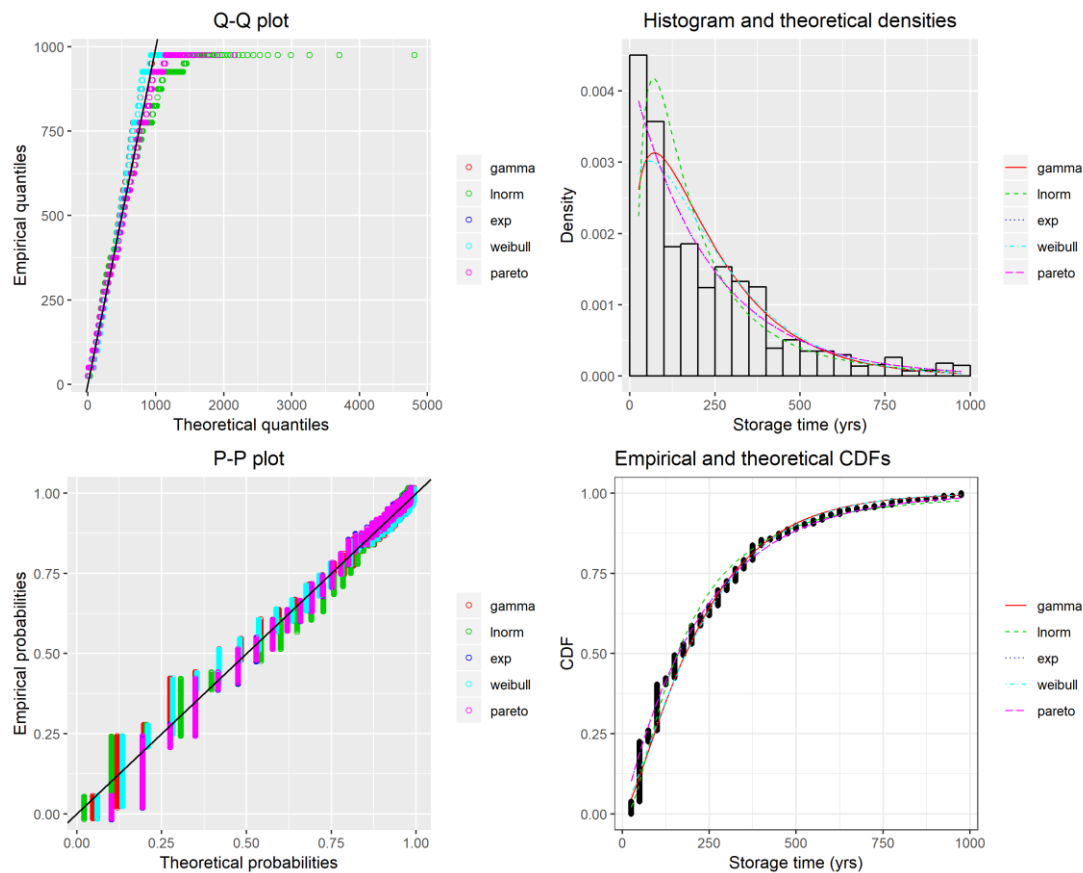 Q-Q plot
Empirical quantiles
1000
750
500
250
0
0
1000
2000
3000
4000
5000
Theoretical quantiles
gamma
lnorm
exp
weibull
pareto
Histogram and theoretical densities
Density
0.004
0.003
0.002
0.001
0.000
0
250
500
750
1000
Storage time (yrs)
gamma
lnorm
exp
weibull
pareto
P-P plot
Empirical probabilities
1.00
0.75
0.50
0.25
0.00
0.00
0.25
0.50
0.75
1.00
Theoretical probabilities
gamma
lnorm
exp
weibull
pareto
Empirical and theoretical CDFs
CDF
1.00
0.75
0.50
0.25
0.00
0
250
500
750
1000
Storage time (yrs)
gamma
lnorm
exp
weibull
pareto